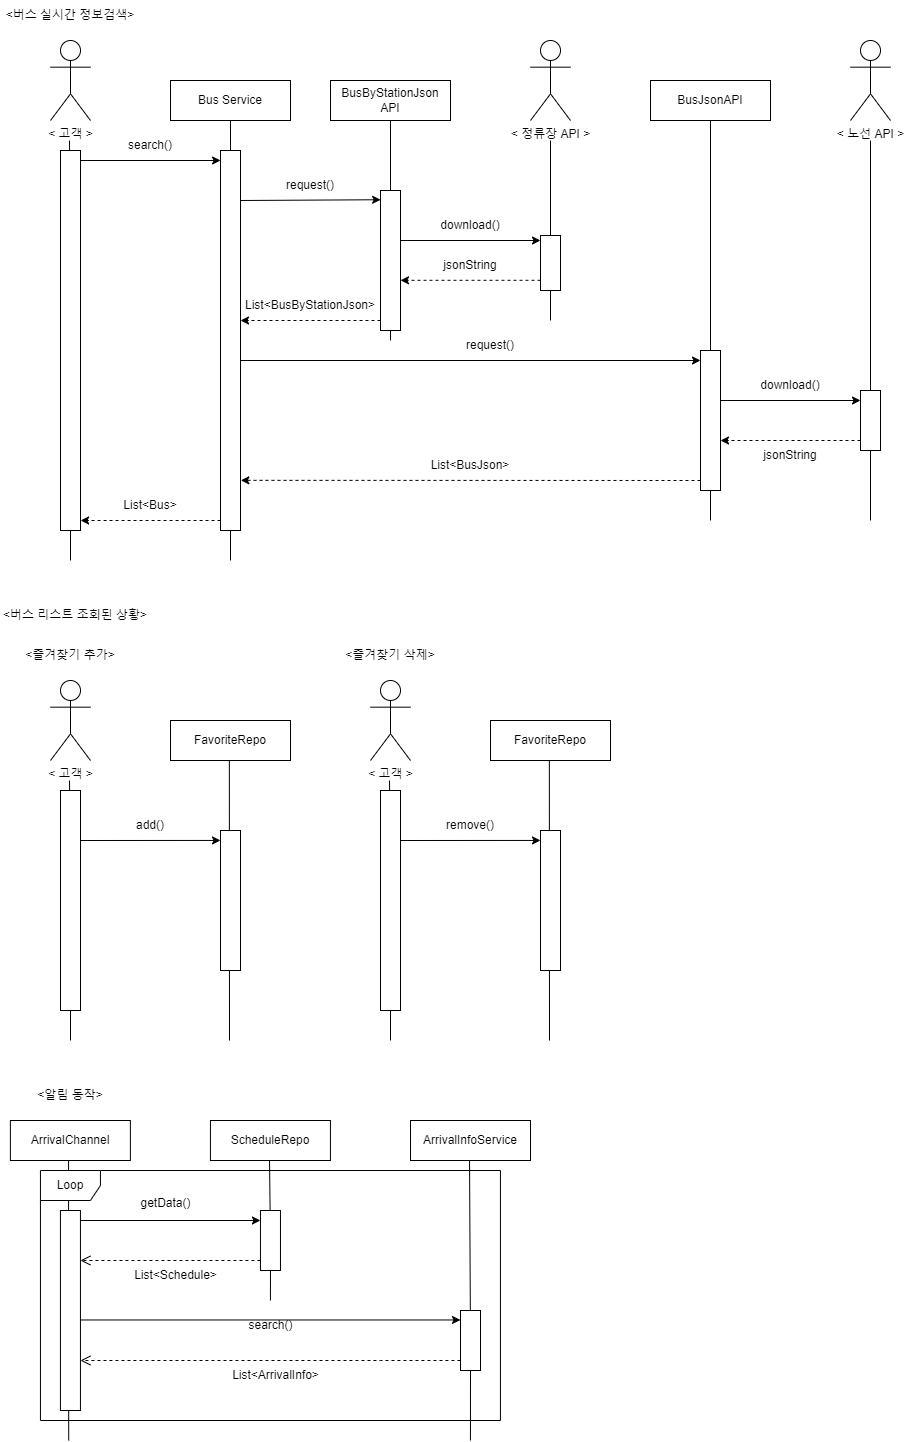 <버스 실시간 정보검색>
Bus Service
BusByStationJson
API
BusJsonAPI
< 고객 >
< 정류장 API >
< 노선 API >
search()
request()
download()
jsonString
List<BusByStationJson>
request()
download()
jsonString
List<BusJson>
List<Bus>
<버스 리스트 조회된 상황>
<즐겨찾기 추가>
<즐겨찾기 삭제>
FavoriteRepo
FavoriteRepo
< 고객 >
< 고객 >
add()
remove()
<알림 동작>
ArrivalChannel
ScheduleRepo
ArrivalInfoService
Loop
getData()
List<Schedule>
search()
List<ArrivalInfo>